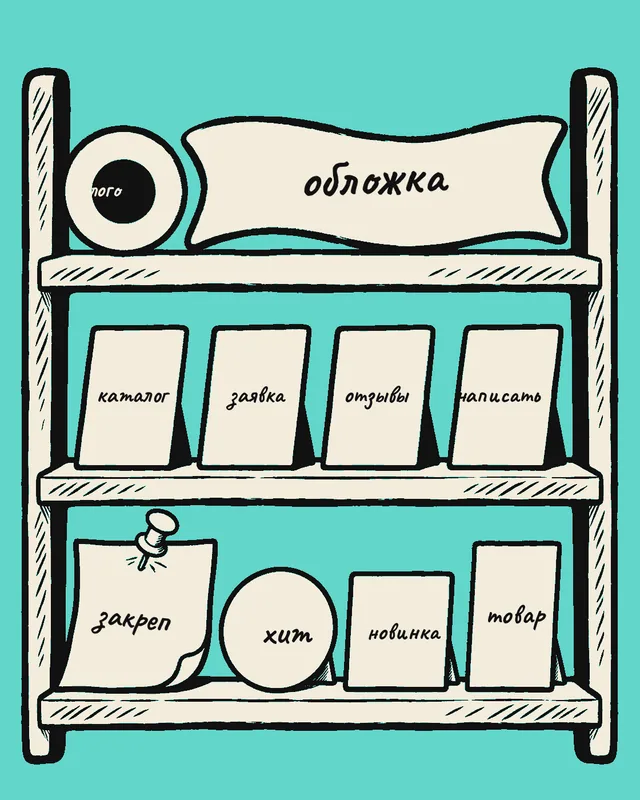 лого
обложка
каталог
заявка
отзывы
написать
закреп
хит
новинка
товар